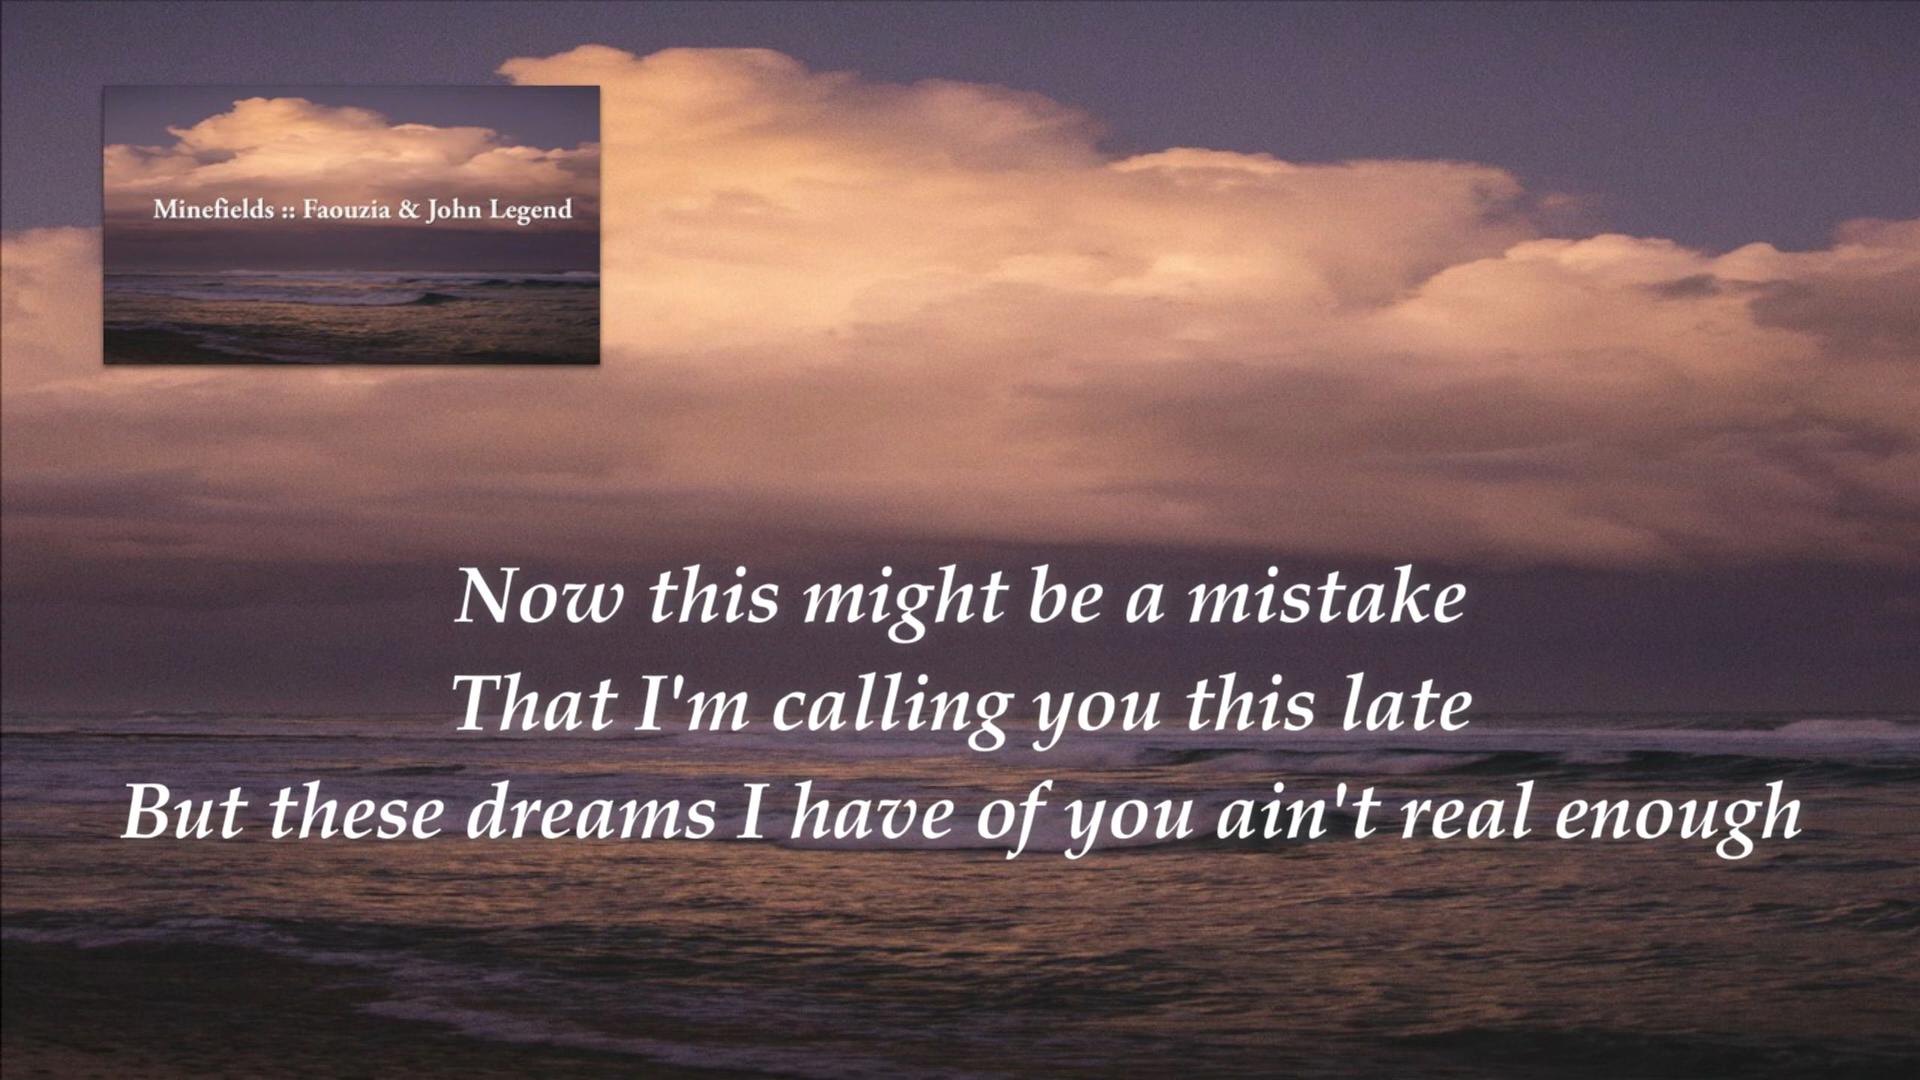 Minefields :: Faouzia & John Legend
Now this might be a mistake
That I'm calling you this late
But these dreams I have of you ain't real enough